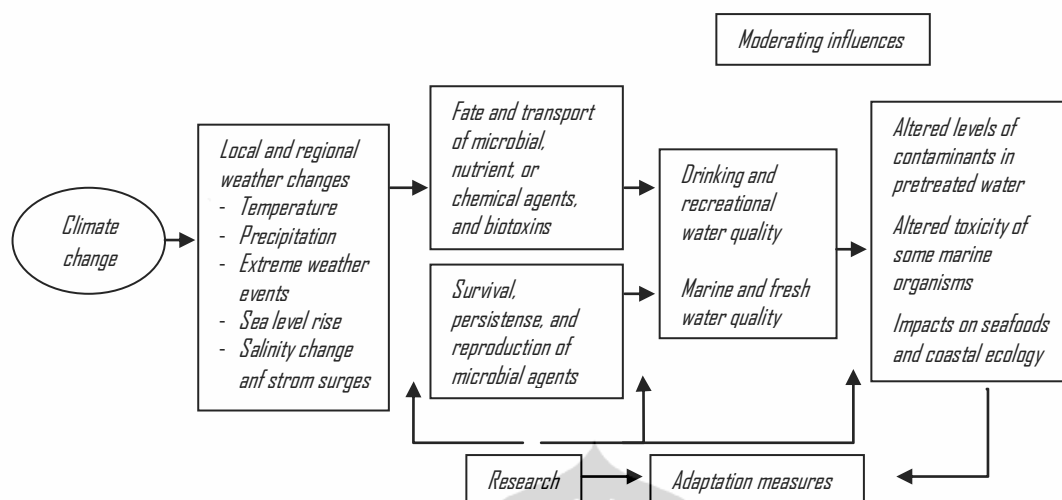 Moderating influences
Climate
change
Local and regional
weather changes
- Temperature
- Precipitation
- Extreme weather
events
- Sea level rise
- Salinity change
anf strom surges
Fate and transport
of microbial,
nutrient, or
chemical agents,
and biotoxins
Survival,
persistense, and
reproduction of
microbial agents
Drinking and
recreational
water quality
Marine and fresh
water quality
Altered levels of
contaminants in
pretreated water
Altered toxicity of
some marine
organisms
Impacts on seafoods
and coastal ecology
Research
Adaptation measures